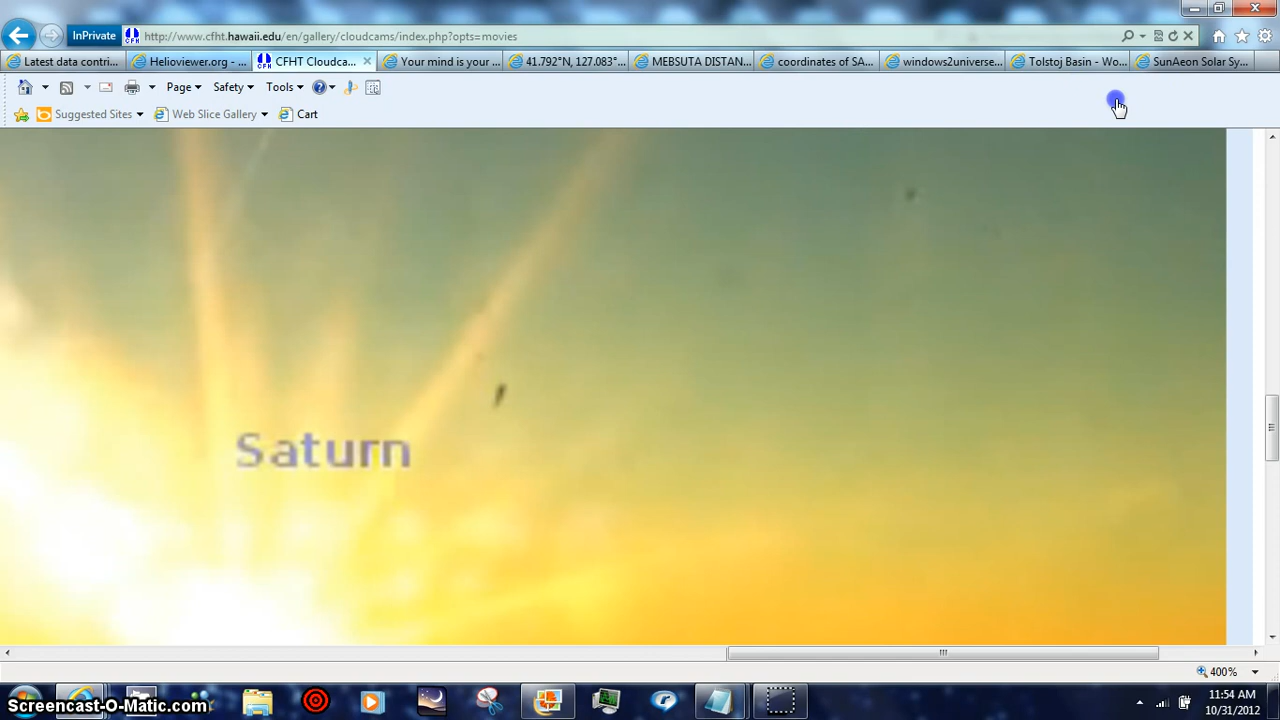 InPrivate
http://www.cfht.hawaii.edu/en/gallery/cloudcams/index.php?opts=movies
Latest data contri...
Helioviewer.org - ...
CFHT Cloudca...
Your mind is your ...
41.792°N, 127.083°...
MEBSUTA DISTAN...
coordinates of SA...
windows2universe...
Tolstoj Basin - Wo...
SunAeon Solar Sy...
Page
Safety
Tools
Suggested Sites
Web Slice Gallery
Cart
Saturn
400%
Screencast-O-Matic.com
11:54 AM
10/31/2012